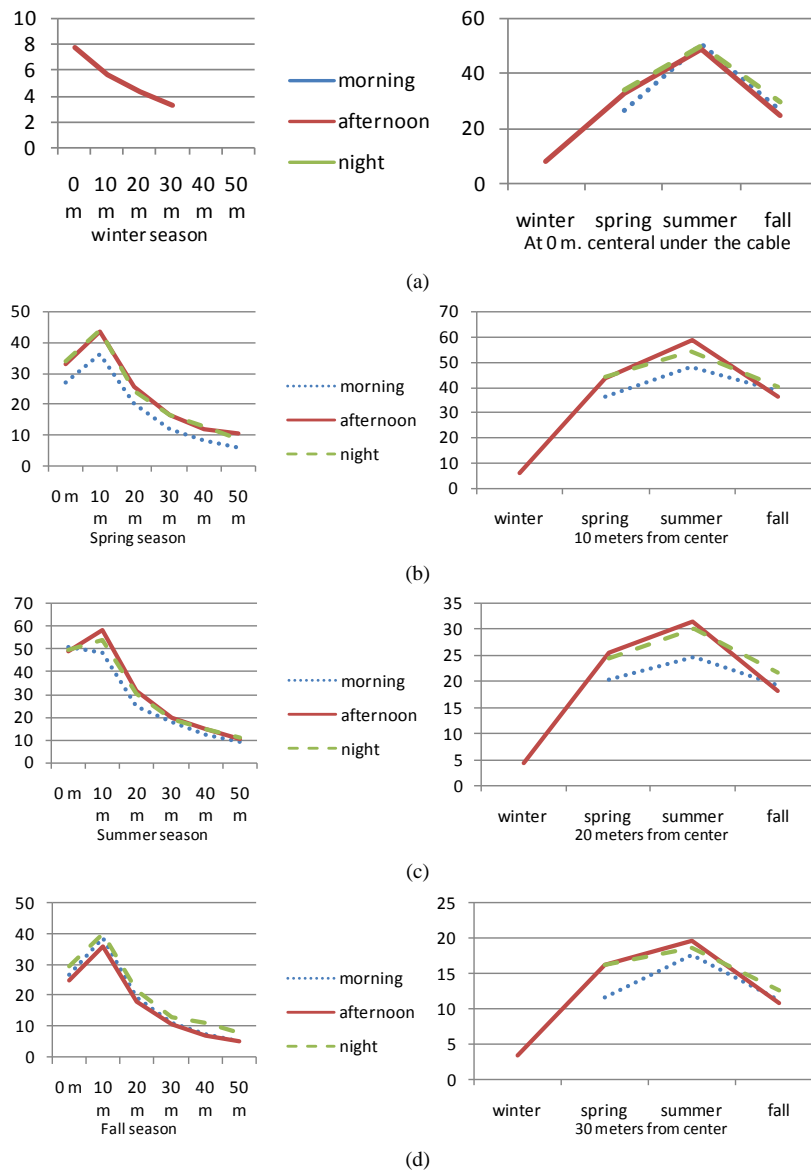 10
8
6
4
2
0
0 m
10 m
20 m
30 m
40 m
50 m
winter season
morning
afternoon
night
60
40
20
0
winter spring summer fall
At 0 m. centeral under the cable
(a)
50
40
30
20
10
0
0 m
10 m
20 m
30 m
40 m
50 m
Spring season
morning
afternoon
night
70
60
50
40
30
20
10
0
winter spring summer fall
10 meters from center
(b)
70
60
50
40
30
20
10
0
0 m
10 m
20 m
30 m
40 m
50 m
Summer season
morning
afternoon
night
35
30
25
20
15
10
5
0
winter spring summer fall
20 meters from center
(c)
50
40
30
20
10
0
0 m
10 m
20 m
30 m
40 m
50 m
Fall season
morning
afternoon
night
25
20
15
10
5
0
winter spring summer fall
30 meters from center
(d)